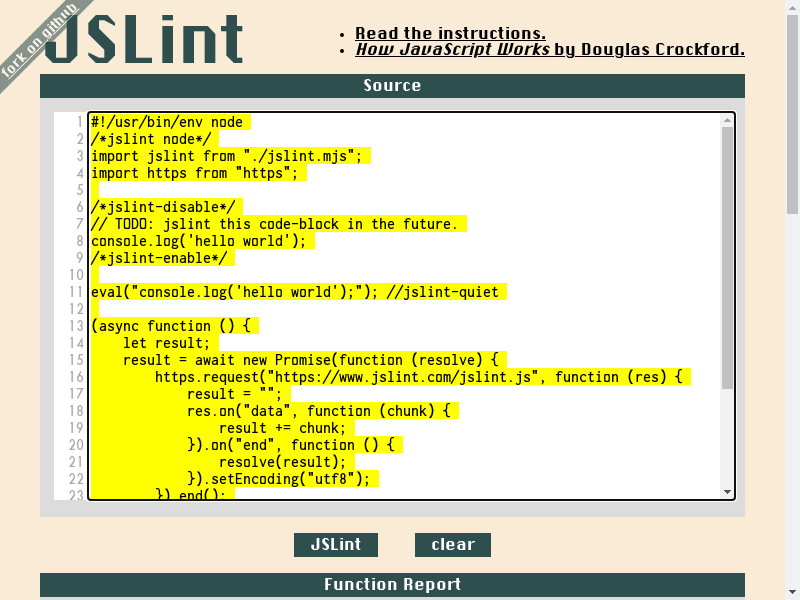 fork on github
JSLint
• Read the instructions.
• How JavaScript Works by Douglas Crockford.
Source
1 #!/usr/bin/env node
2 /*jslint node*/
3 import jslint from "./jslint.mjs";
4 import https from "https";
5
6 /*jslint-disable*/
7 // TODO: jslint this code-block in the future.
8 console.log('hello world');
9 /*jslint-enable*/
10
11 eval("console.log('hello world');"); //jslint-quiet
12
13 (async function () {
14     let result;
15     result = await new Promise(function (resolve) {
16         https.request("https://www.jslint.com/jslint.js", function (res) {
17             result = "";
18             res.on("data", function (chunk) {
19                 result += chunk;
20             }).on("end", function () {
21                 resolve(result);
22             }).setEncoding("utf8");
23         }).end();
JSLint clear
Function Report